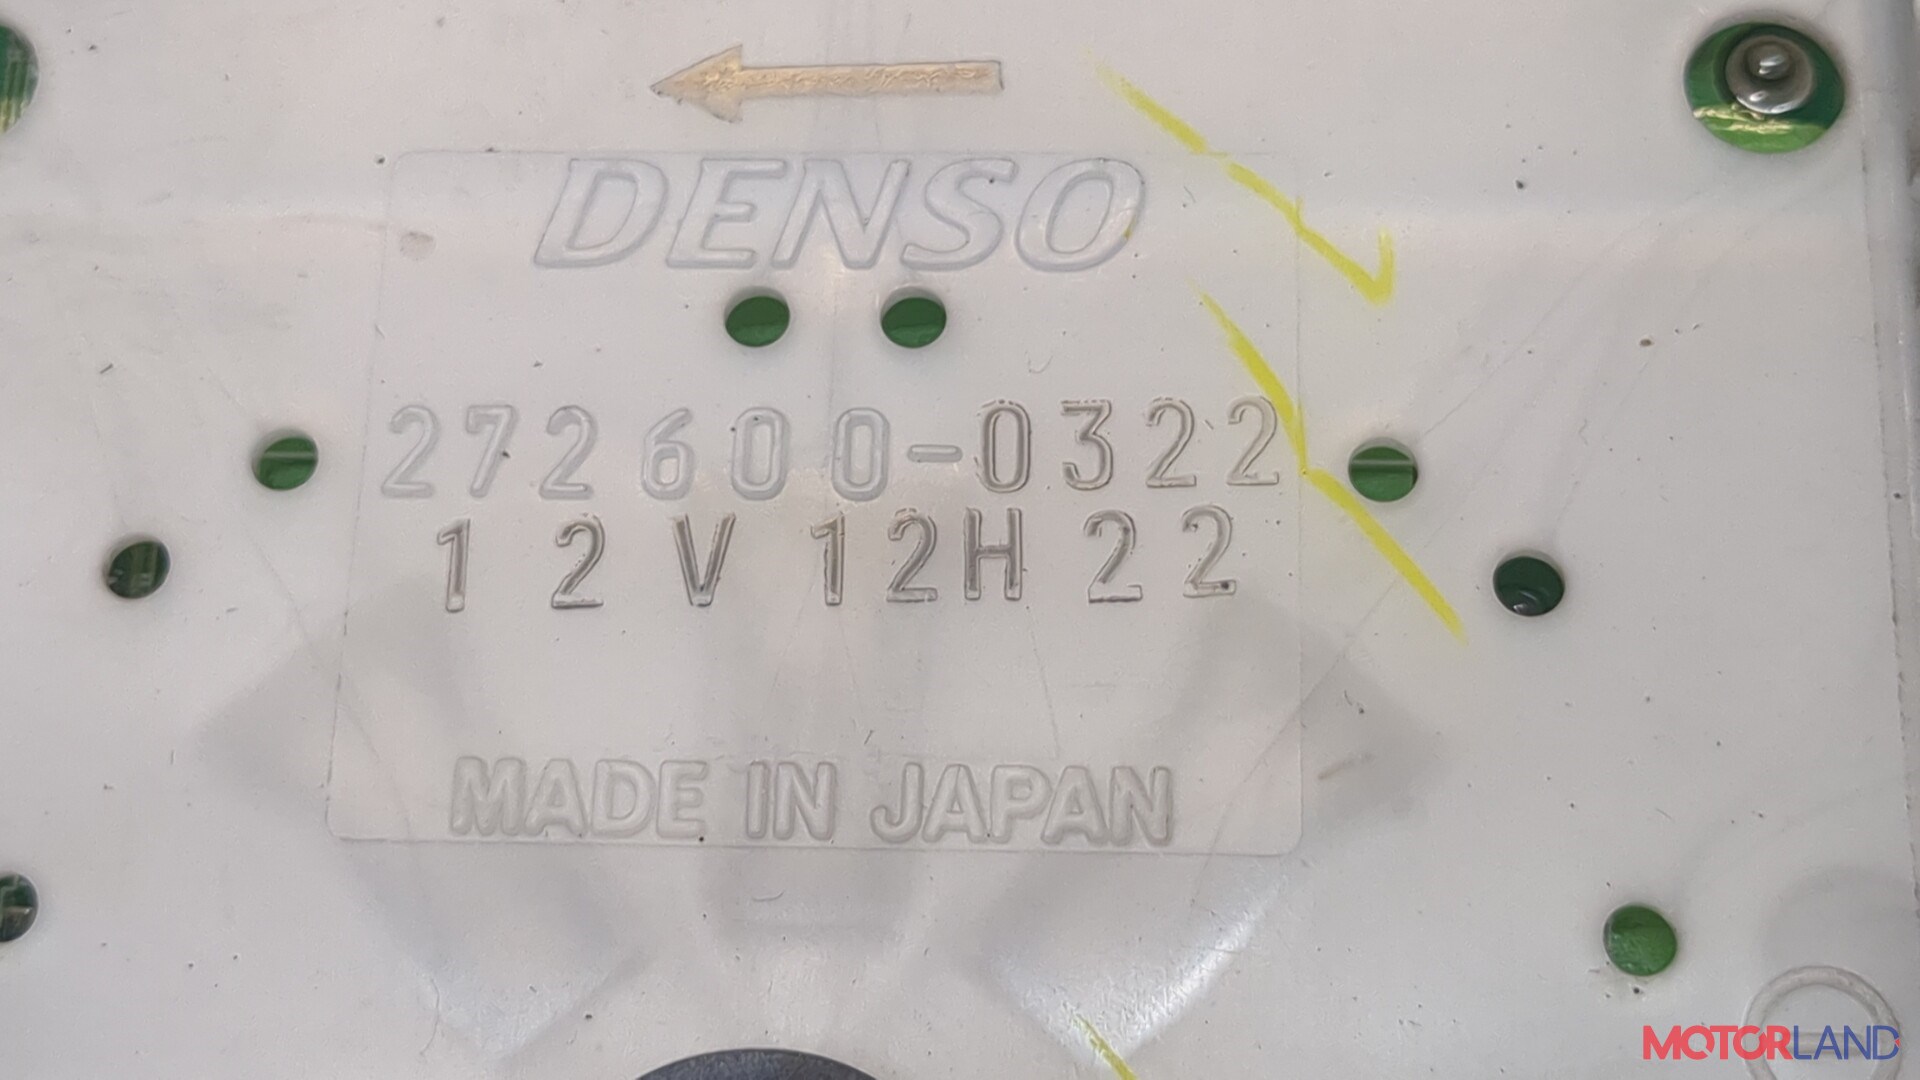 DENSO
272600-0322
12V 12H22
MADE IN JAPAN
MOTORLAND